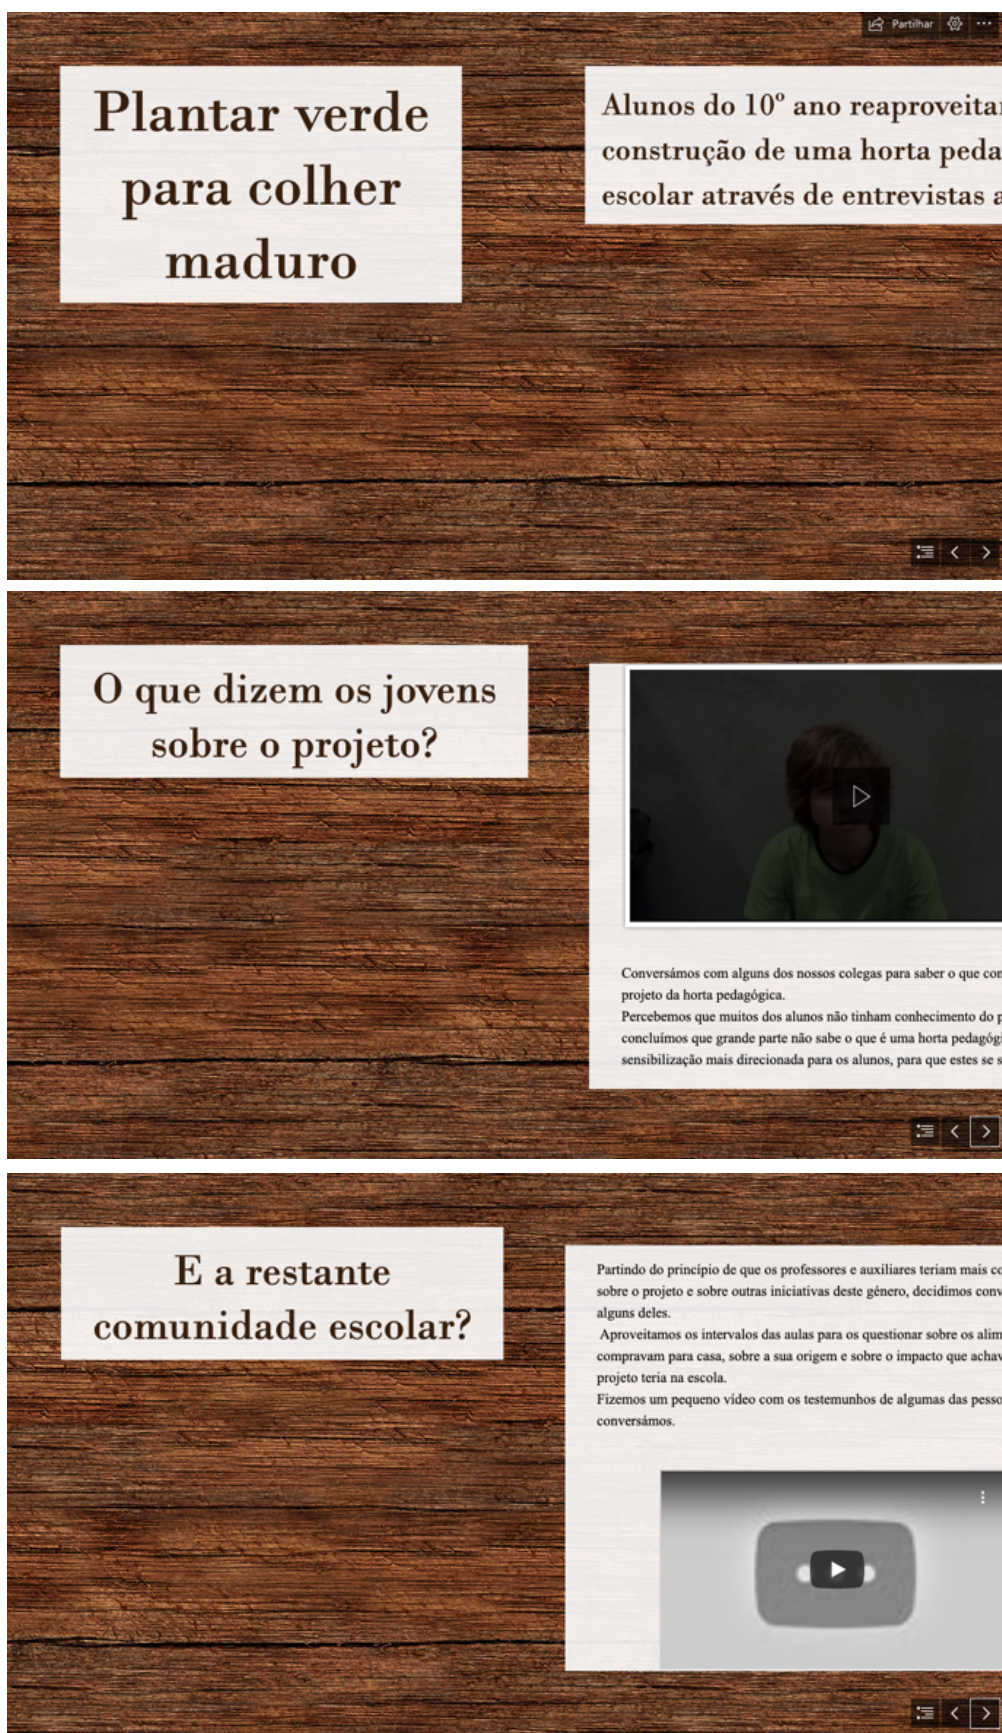 Partilhar
Plantar verde
para colher
maduro
Alunos do 10º ano reaproveitar
construção de uma horta peda
escolar através de entrevistas a
O que dizem os jovens
sobre o projeto?
Conversámos com alguns dos nossos colegas para saber o que con
projeto da horta pedagógica.
Percebemos que muitos dos alunos não tinham conhecimento do p
concluímos que grande parte não sabe o que é uma horta pedagógi
sensibilização mais direcionada para os alunos, para que estes se s
E a restante
comunidade escolar?
Partindo do princípio de que os professores e auxiliares teriam mais co
sobre o projeto e sobre outras iniciativas deste género, decidimos conv
alguns deles.
Aproveitamos os intervalos das aulas para os questionar sobre os alim
compravam para casa, sobre a sua origem e sobre o impacto que achav
projeto teria na escola.
Fizemos um pequeno vídeo com os testemunhos de algumas das pesso
conversámos.